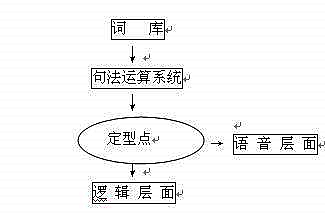 词 库
句法运算系统
定型点
语 音 层 面
逻 辑 层 面